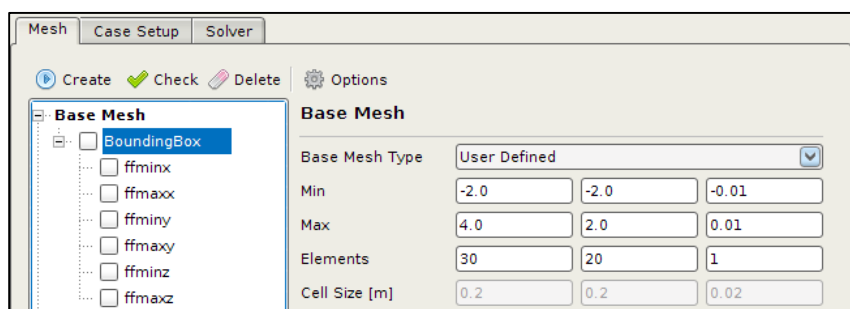 Mesh Case Setup Solver
Create Check Delete Options
Base Mesh
BoundingBox
ffminx
ffmaxx
ffminy
ffmaxy
ffminz
ffmaxz
Base Mesh
Base Mesh Type User Defined
Min -2.0 -2.0 -0.01
Max 4.0 2.0 0.01
Elements 30 20 1
Cell Size [m] 0.2 0.2 0.02